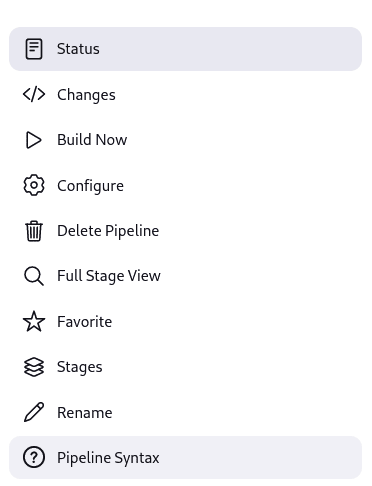 Status
Changes
Build Now
Configure
Delete Pipeline
Full Stage View
Favorite
Stages
Rename
Pipeline Syntax